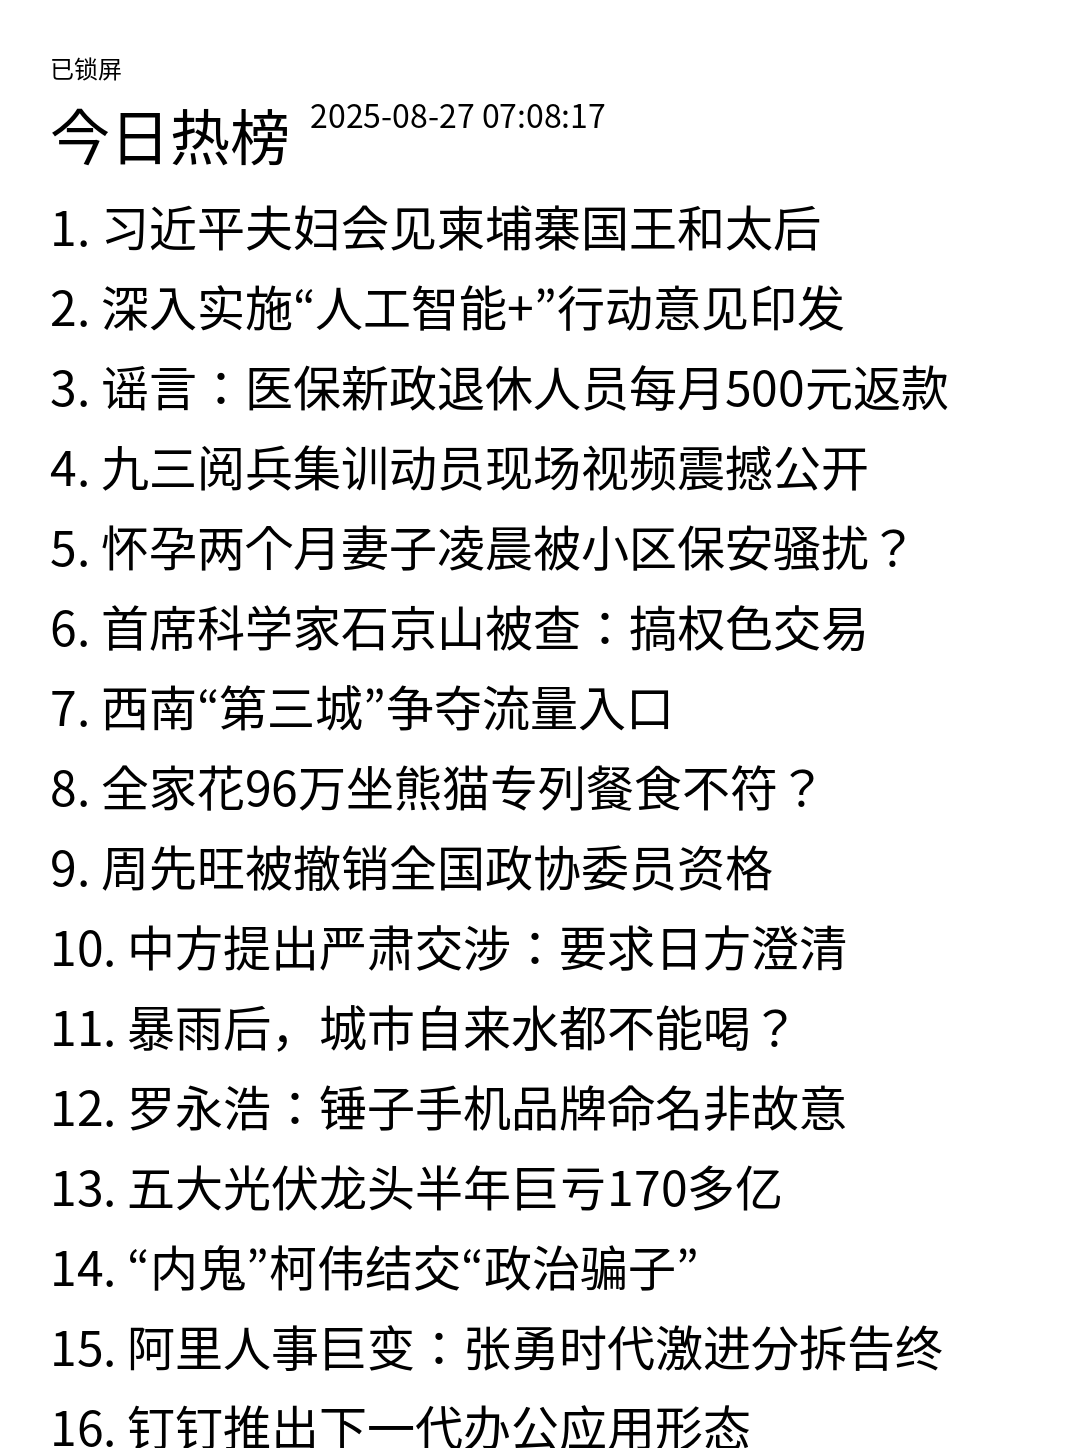 已锁屏
今日热榜 2025-08-27 07:08:17
1. 习近平夫妇会见柬埔寨国王和太后
2. 深入实施“人工智能+”行动意见印发
3. 谣言：医保新政退休人员每月500元返款
4. 九三阅兵集训动员现场视频震撼公开
5. 怀孕两个月妻子凌晨被小区保安骚扰？
6. 首席科学家石京山被查：搞权色交易
7. 西南“第三城”争夺流量入口
8. 全家花96万坐熊猫专列餐食不符？
9. 周先旺被撤销全国政协委员资格
10. 中方提出严肃交涉：要求日方澄清
11. 暴雨后，城市自来水都不能喝？
12. 罗永浩：锤子手机品牌命名非故意
13. 五大光伏龙头半年巨亏170多亿
14. “内鬼”柯伟结交“政治骗子”
15. 阿里人事巨变：张勇时代激进分拆告终
16. 钉钉推出下一代办公应用形态